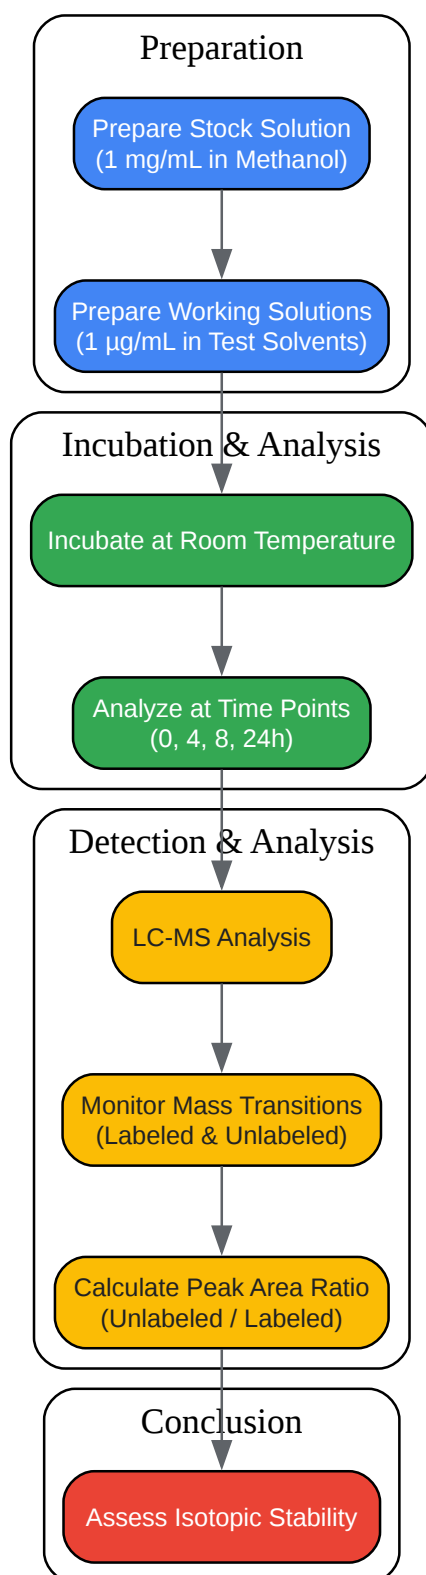 Preparation
Prepare Stock Solution
(1 mg/mL in Methanol)
Prepare Working Solutions
(1 µg/mL in Test Solvents)
Incubation & Analysis
Incubate at Room Temperature
Analyze at Time Points
(0, 4, 8, 24h)
Detection & Analysis
LC-MS Analysis
Monitor Mass Transitions
(Labeled & Unlabeled)
Calculate Peak Area Ratio
(Unlabeled / Labeled)
Conclusion
Assess Isotopic Stability